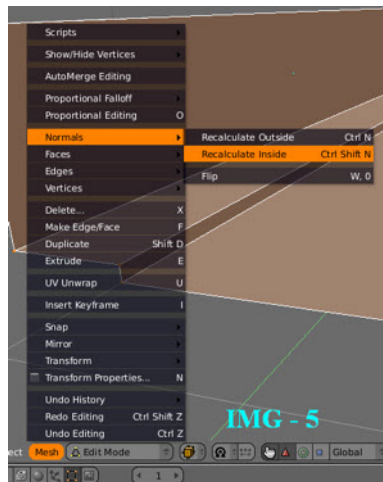 Scripts
Show/Hide Vertices
AutoMerge Editing
Proportional Falloff
Proportional Editing O
Normals
Recalculate Outside Ctrl N
Faces
Recalculate Inside Ctrl Shift N
Edges
Flip W, 0
Vertices
Delete... X
Make Edge/Face F
Duplicate Shift D
Extrude E
UV Unwrap U
Insert Keyframe I
Snap
Mirror
Transform
Transform Properties... N
Undo History
Redo Editing Ctrl Shift Z
IMG - 5
Undo Editing Ctrl Z
ect Mesh Edit Mode Global
1